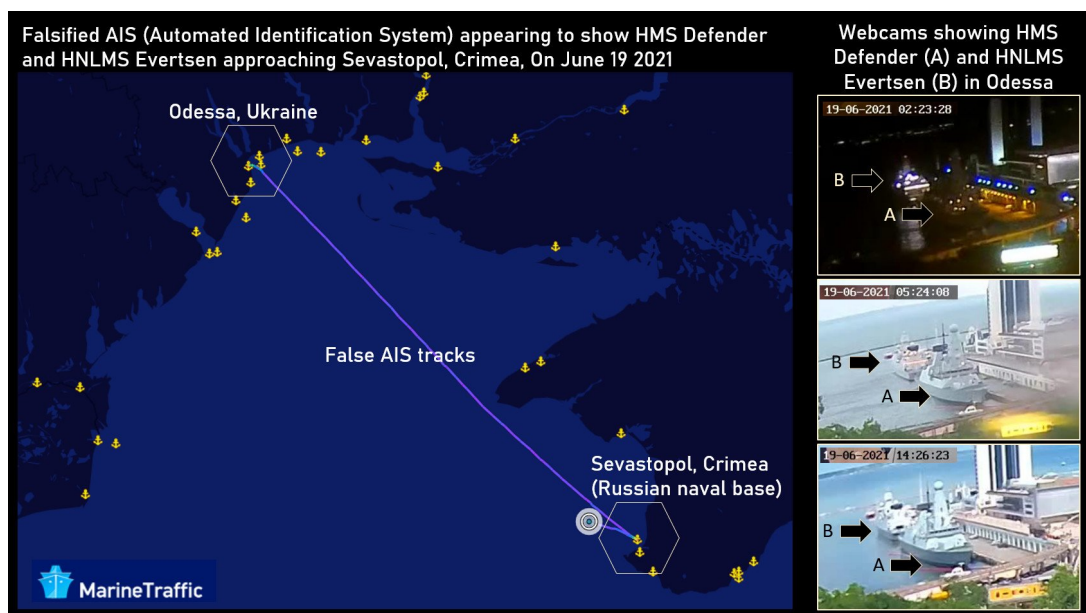 Falsified AIS (Automated Identification System) appearing to show HMS Defender
and HNLMS Evertsen approaching Sevastopol, Crimea, On June 19 2021
Odessa, Ukraine
False AIS tracks
Sevastopol, Crimea
(Russian naval base)
MarineTraffic
Webcams showing HMS
Defender (A) and HNLMS
Evertsen (B) in Odessa
19-06-2021 02:23:28
B
A
19-06-2021 05:24:08
B
A
19-06-2021 14:26:23
B
A